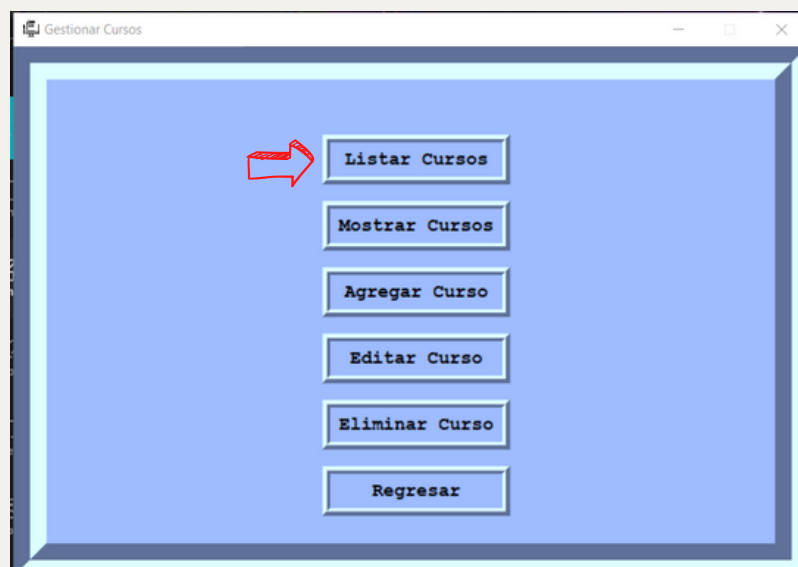 Gestionar Cursos
Listar Cursos
Mostrar Cursos
Agregar Curso
Editar Curso
Eliminar Curso
Regresar